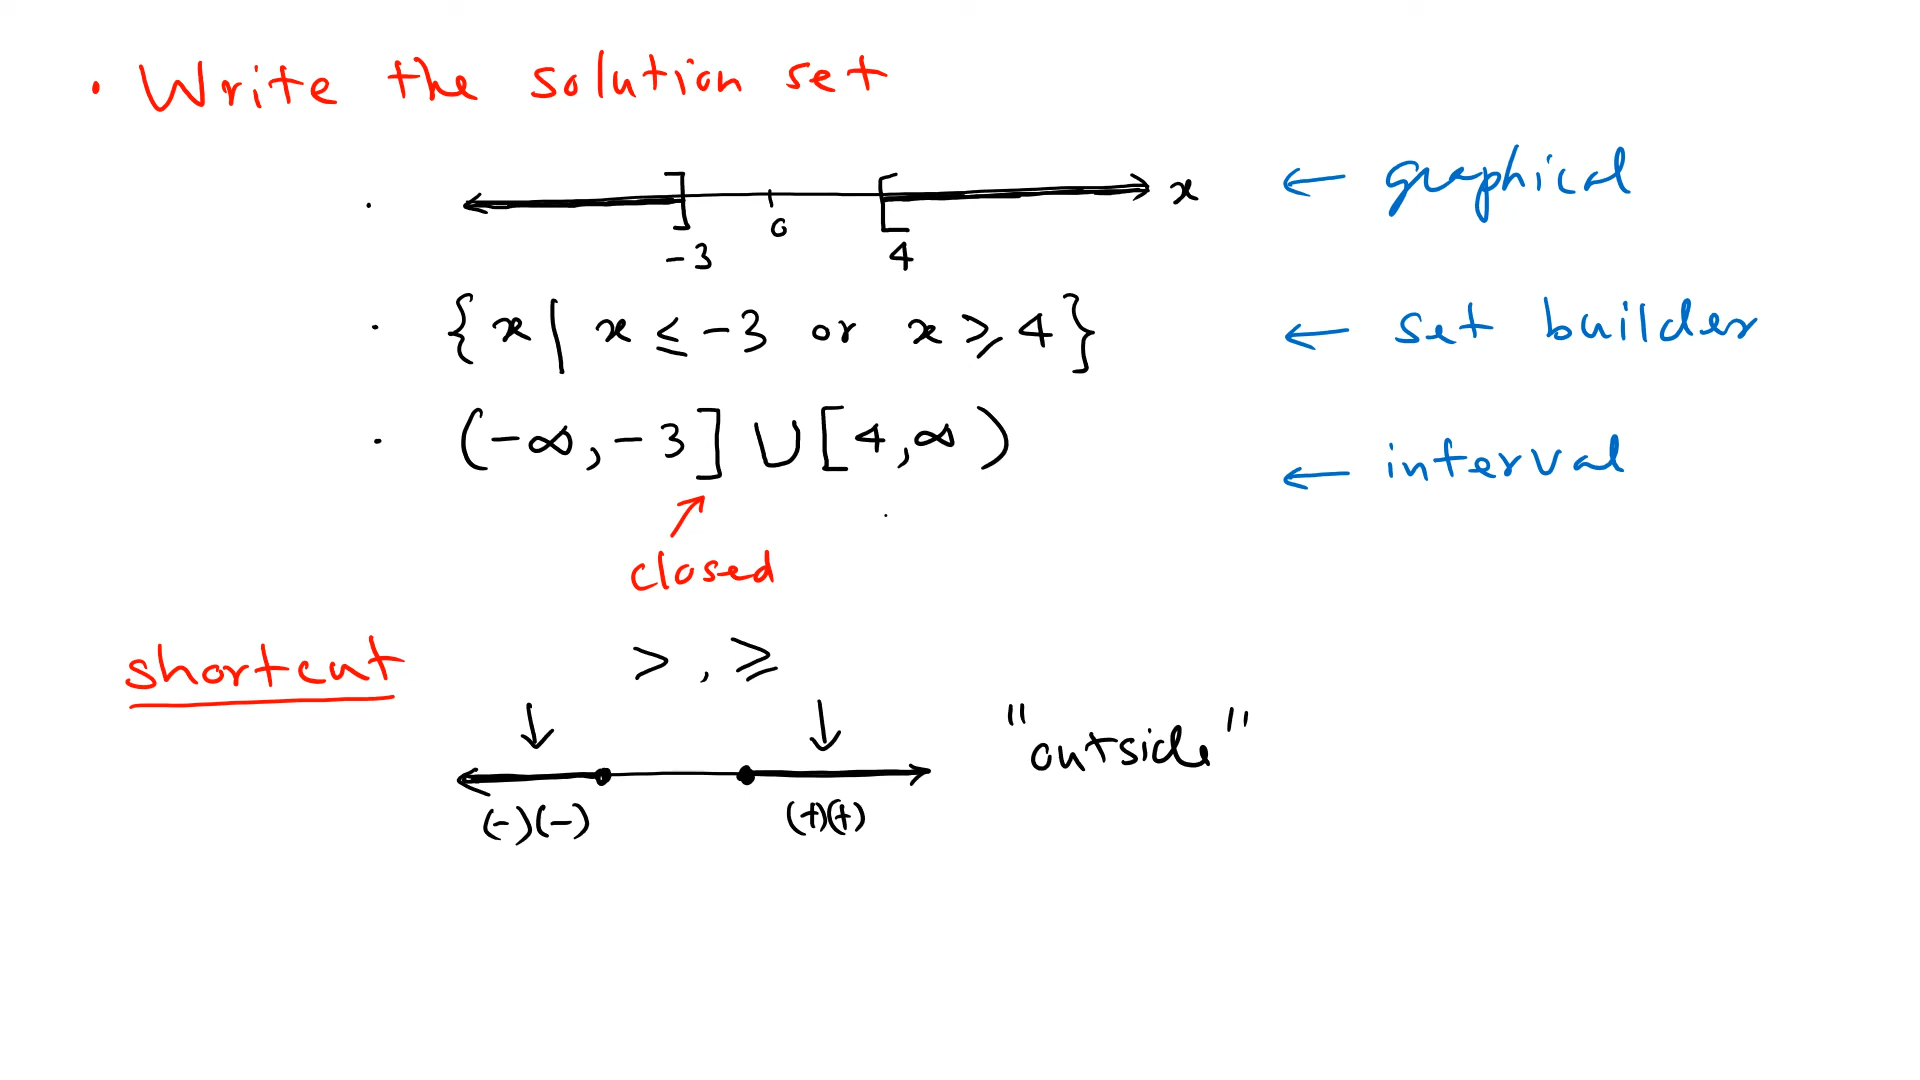 • Write the solution set
x ← graphical
0
-3 4
• {x | x ≤ -3 or x ≥ 4} ← set builder
• (-∞, -3] ∪ [4, ∞) ← interval
closed
shortcut >, ≥
"outside"
(-)(-) (+)(+)